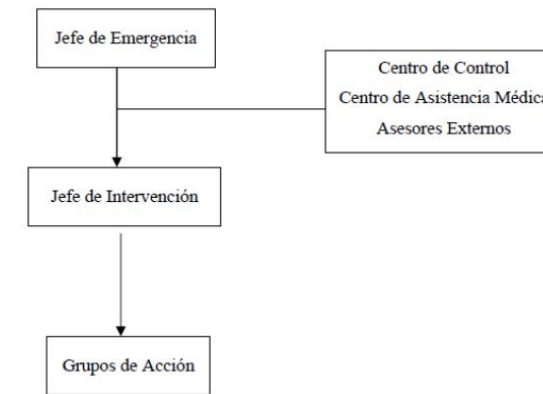 Jefe de Emergencia
Centro de Control
Centro de Asistencia Médica
Asesores Externos
Jefe de Intervención
Grupos de Acción